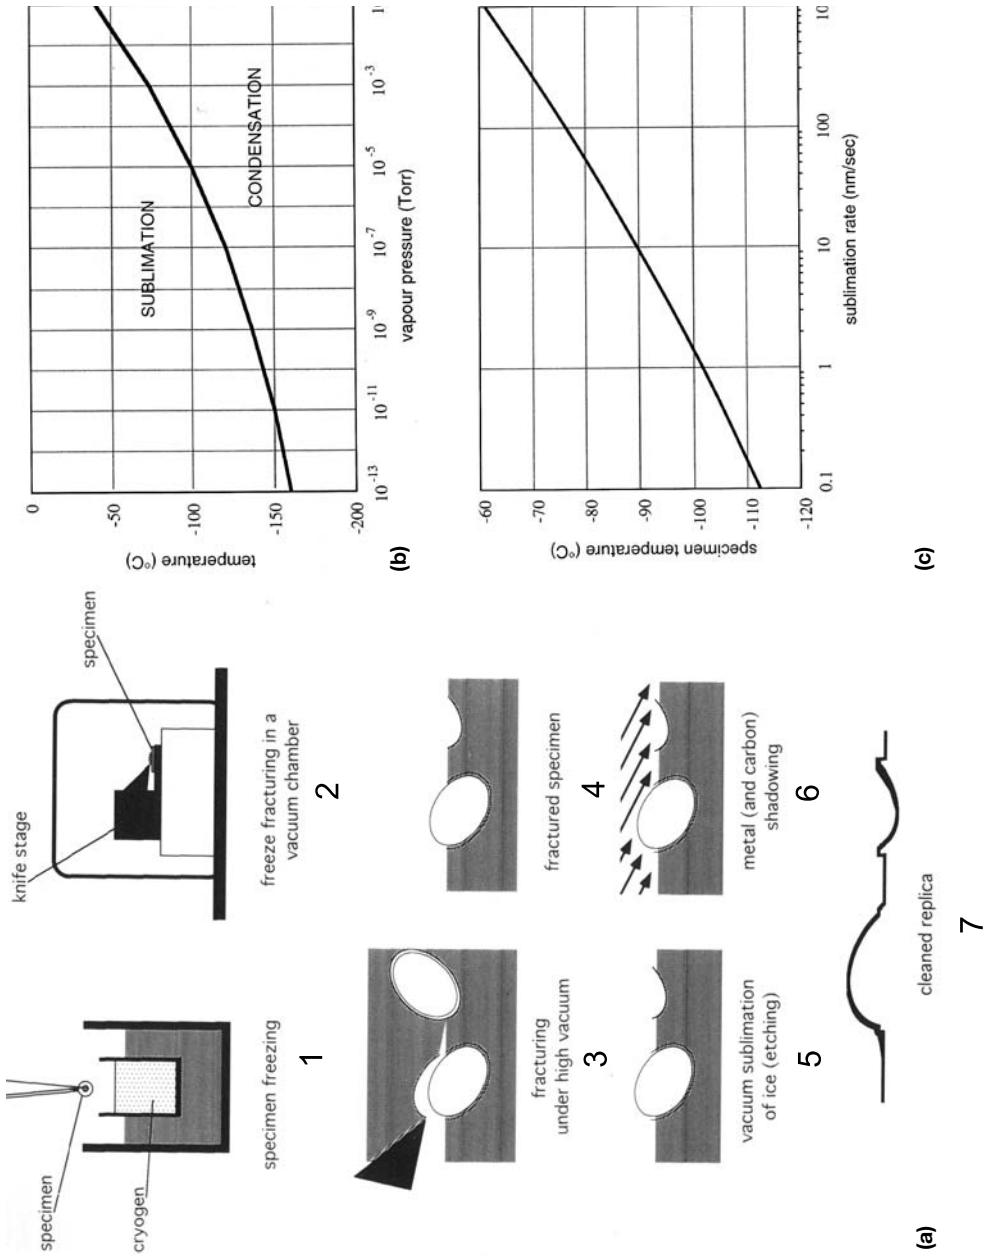 specimen
cryogen
specimen freezing
1
knife stage
specimen
freeze fracturing in a
vacuum chamber
2
fracturing
under high vacuum
3
fractured specimen
4
vacuum sublimation
of ice (etching)
5
metal (and carbon)
shadowing
6
cleaned replica
7
(a)
0
-50
-100
-150
-200
temperature (°C)
SUBLIMATION
CONDENSATION
10⁻¹³ 10⁻¹¹ 10⁻⁹ 10⁻⁷ 10⁻⁵ 10⁻³
vapour pressure (Torr)
(b)
-60
-70
-80
-90
-100
-110
-120
specimen temperature (°C)
0.1 1 10 100
sublimation rate (nm/sec)
(c)